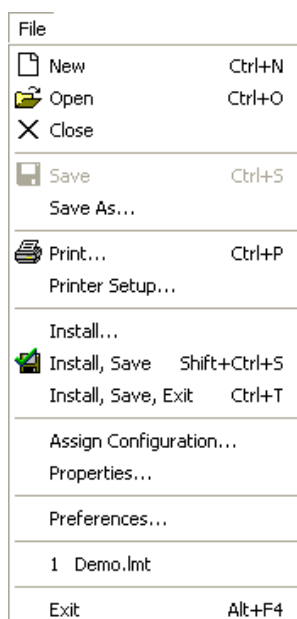 File
New Ctrl+N
Open Ctrl+O
Close
Save Ctrl+S
Save As...
Print... Ctrl+P
Printer Setup...
Install...
Install, Save Shift+Ctrl+S
Install, Save, Exit Ctrl+T
Assign Configuration...
Properties...
Preferences...
1 Demo.lmt
Exit Alt+F4